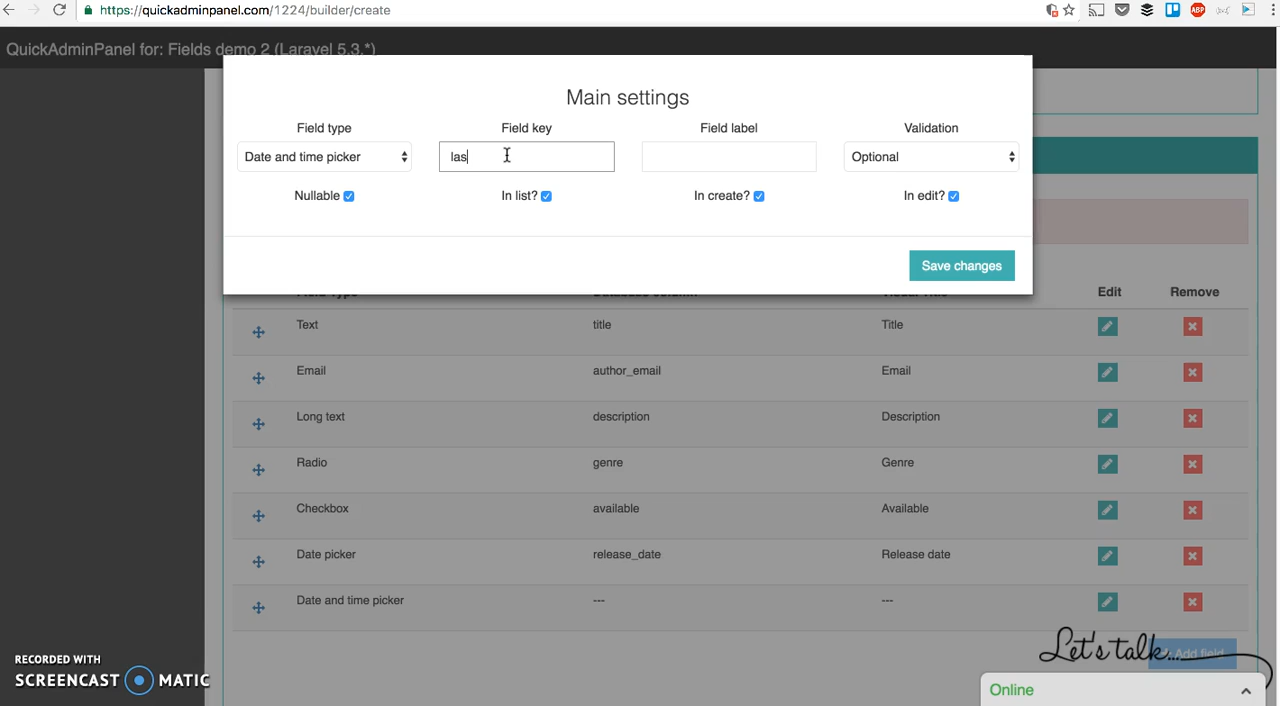 https://quickadminpanel.com/1224/builder/create
ABP
QuickAdminPanel for: Fields demo 2 (Laravel 5.3.*)
Main settings
Field type Field key Field label Validation
Date and time picker las Optional
Nullable In list? In create? In edit?
Save changes
Edit Remove
Text title Title
Email author_email Email
Long text description Description
Radio genre Genre
Checkbox available Available
Date picker release_date Release date
Date and time picker --- ---
Let's talk...
+ Add field
RECORDED WITH
SCREENCAST MATIC
Online